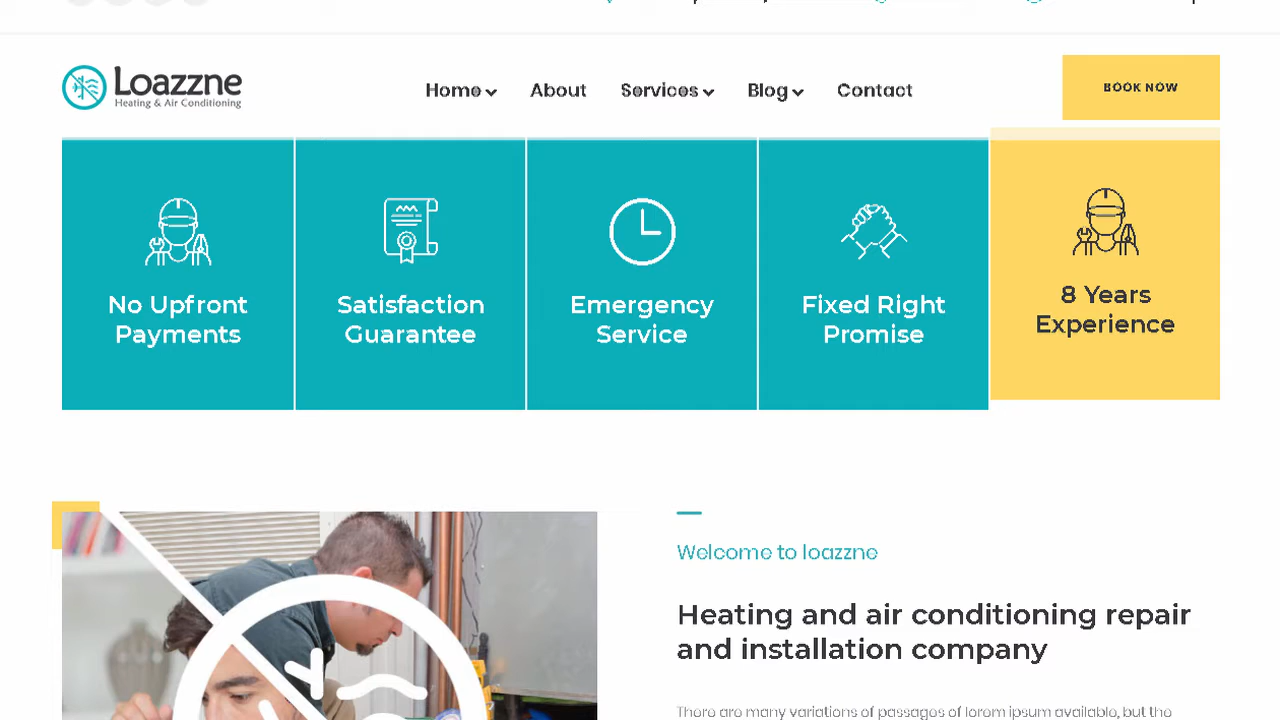 Loazzne
Heating & Air Conditioning
Home
About
Services
Blog
Contact
BOOK NOW
No Upfront
Payments
Satisfaction
Guarantee
Emergency
Service
Fixed Right
Promise
8 Years
Experience
Welcome to loazzne
Heating and air conditioning repair
and installation company
There are many variations of passages of lorem ipsum available, but the